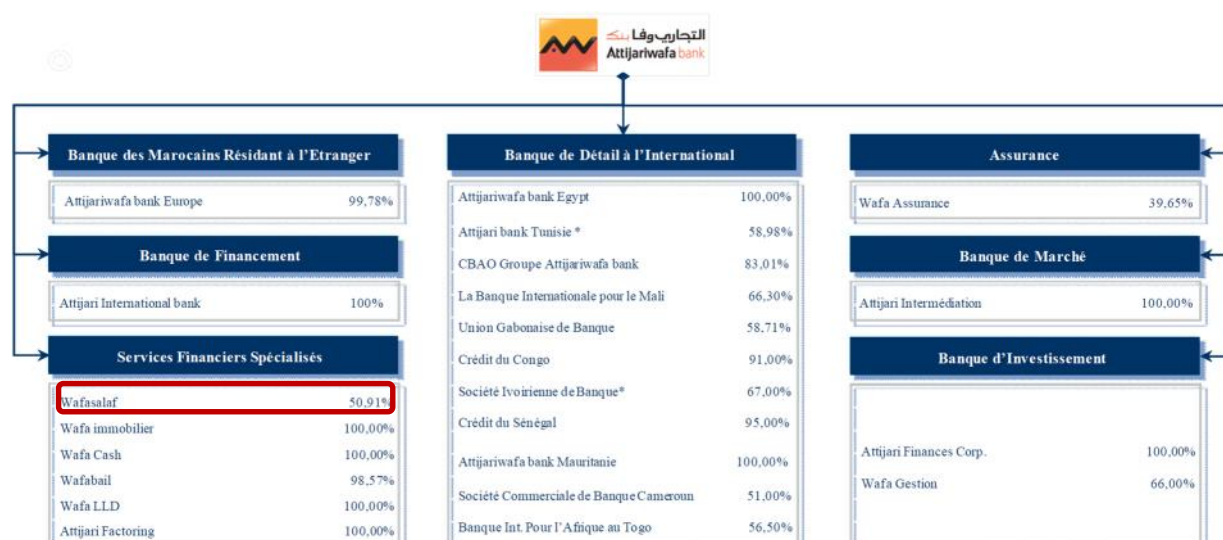 التجاري وفا بنك
Attijariwafa bank
Banque des Marocains Résidant à l'Etranger
Attijariwafa bank Europe 99,78%
Banque de Financement
Attijari International bank 100%
Services Financiers Spécialisés
Wafasalaf 50,91%
Wafa immobilier 100,00%
Wafa Cash 100,00%
Wafabail 98,57%
Wafa LLD 100,00%
Attijari Factoring 100,00%
Banque de Détail à l'International
Attijariwafa bank Egypt 100,00%
Attijari bank Tunisie * 58,98%
CBAO Groupe Attijariwafa bank 83,01%
La Banque Internationale pour le Mali 66,30%
Union Gabonaise de Banque 58,71%
Crédit du Congo 91,00%
Société Ivoirienne de Banque* 67,00%
Crédit du Sénégal 95,00%
Attijariwafa bank Mauritanie 100,00%
Société Commerciale de Banque Cameroun 51,00%
Banque Int. Pour l'Afrique au Togo 56,50%
Assurance
Wafa Assurance 39,65%
Banque de Marché
Attijari Intermédiation 100,00%
Banque d'Investissement
Attijari Finances Corp. 100,00%
Wafa Gestion 66,00%